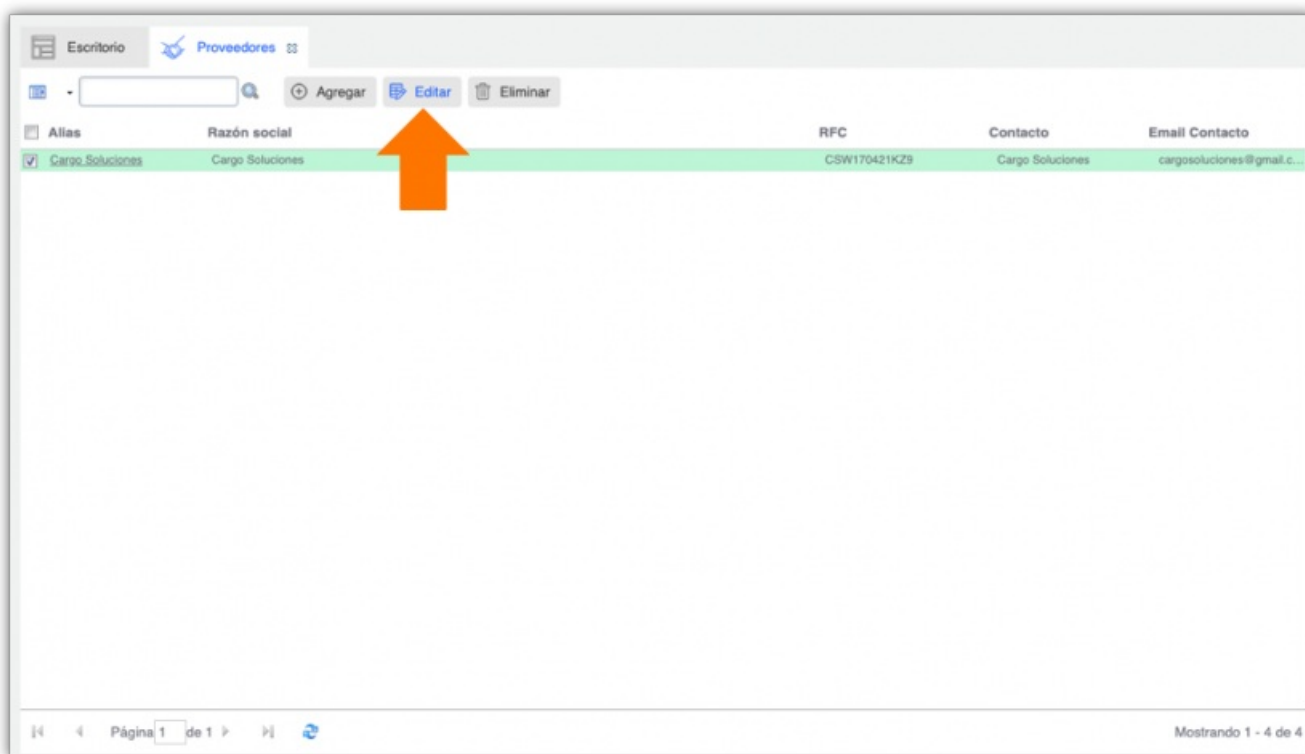 Escritorio Proveedores
Agregar Editar Eliminar
Alias Razón social RFC Contacto Email Contacto
Cargo Soluciones Cargo Soluciones CSW170421KZ9 Cargo Soluciones cargosoluciones@gmail.c...
Página 1 de 1 Mostrando 1 - 4 de 4